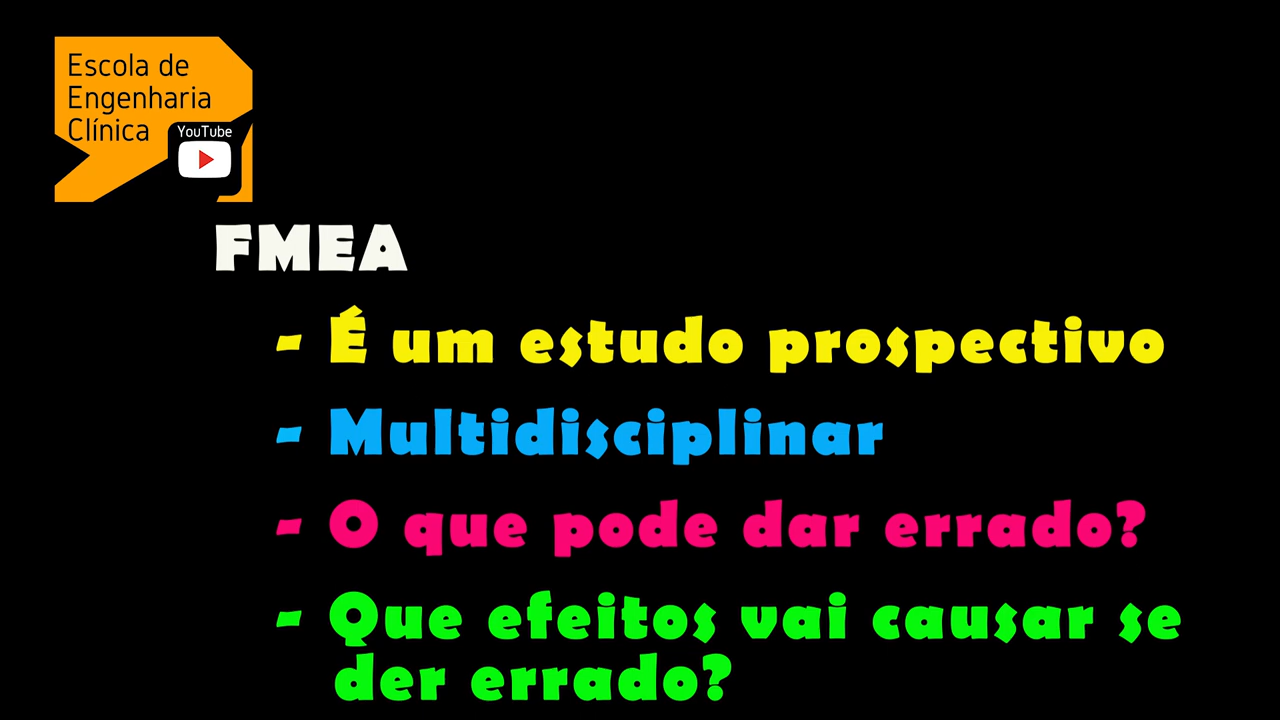 Escola de
Engenharia
Clínica
YouTube
FMEA
- É um estudo prospectivo
- Multidisciplinar
- O que pode dar errado?
- Que efeitos vai causar se
der errado?